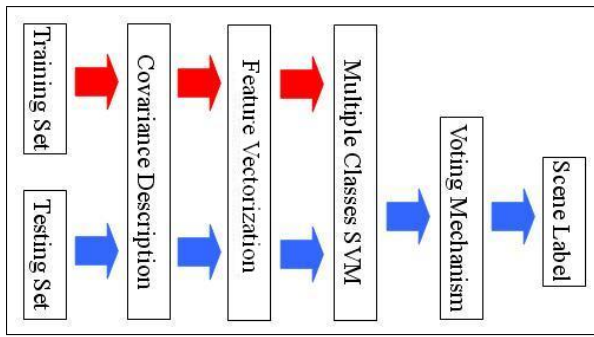 Training Set
Testing Set
Covariance Description
Feature Vectorization
Multiple Classes SVM
Voting Mechanism
Scene Label